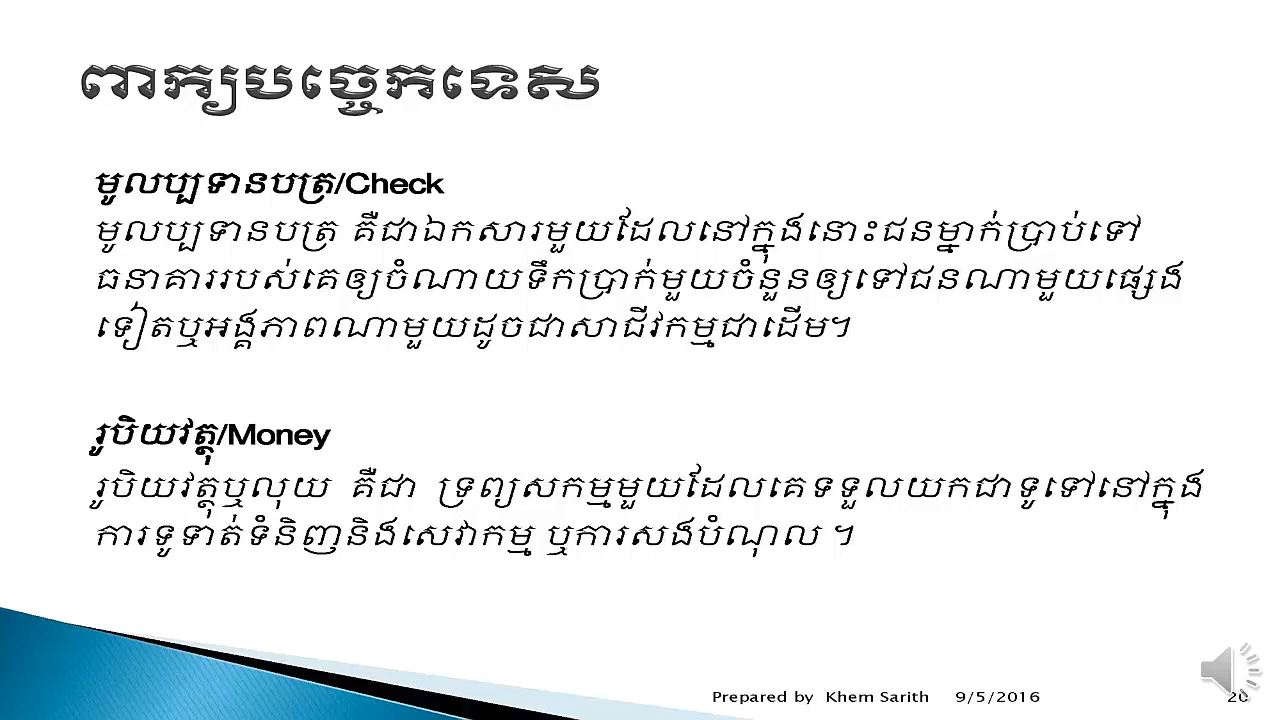 ពាក្យបច្ចេកទេស
មូលប្បទានបត្រ/Check
មូលប្បទានបត្រ គឺជាឯកសារមួយដែលនៅក្នុងនោះជនម្នាក់ប្រាប់ទៅ
ធនាគាររបស់គេឲ្យចំណាយទឹកប្រាក់មួយចំនួនឲ្យទៅជនណាមួយផ្សេង
ទៀតឬអង្គភាពណាមួយដូចជាសាជីវកម្មជាដើម។
រូបិយវត្ថុ/Money
រូបិយវត្ថុឬលុយ គឺជា ទ្រព្យសកម្មមួយដែលគេទទួលយកជាទូទៅនៅក្នុង
ការទូទាត់ទំនិញនិងសេវាកម្ម ឬការសងបំណុល ។
Prepared by Khem Sarith 9/5/2016 20